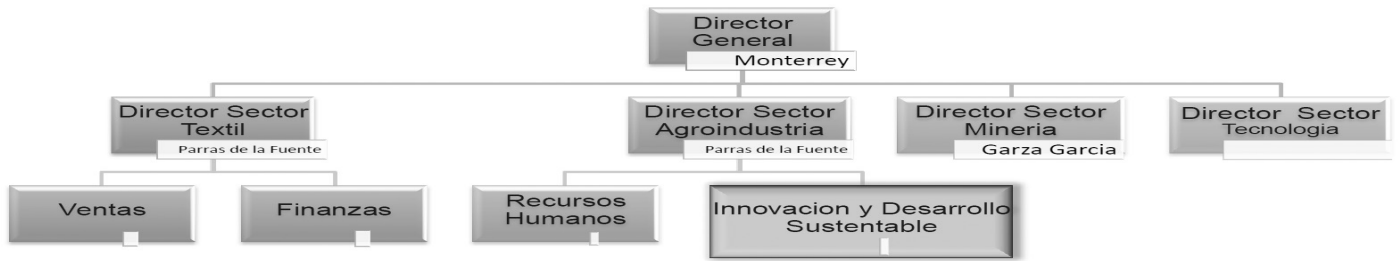 Director
General
Monterrey
Director Sector
Textil
Parras de la Fuente
Director Sector
Agroindustria
Parras de la Fuente
Director Sector
Mineria
Garza Garcia
Director Sector
Tecnologia
Ventas
Finanzas
Recursos
Humanos
Innovacion y Desarrollo
Sustentable